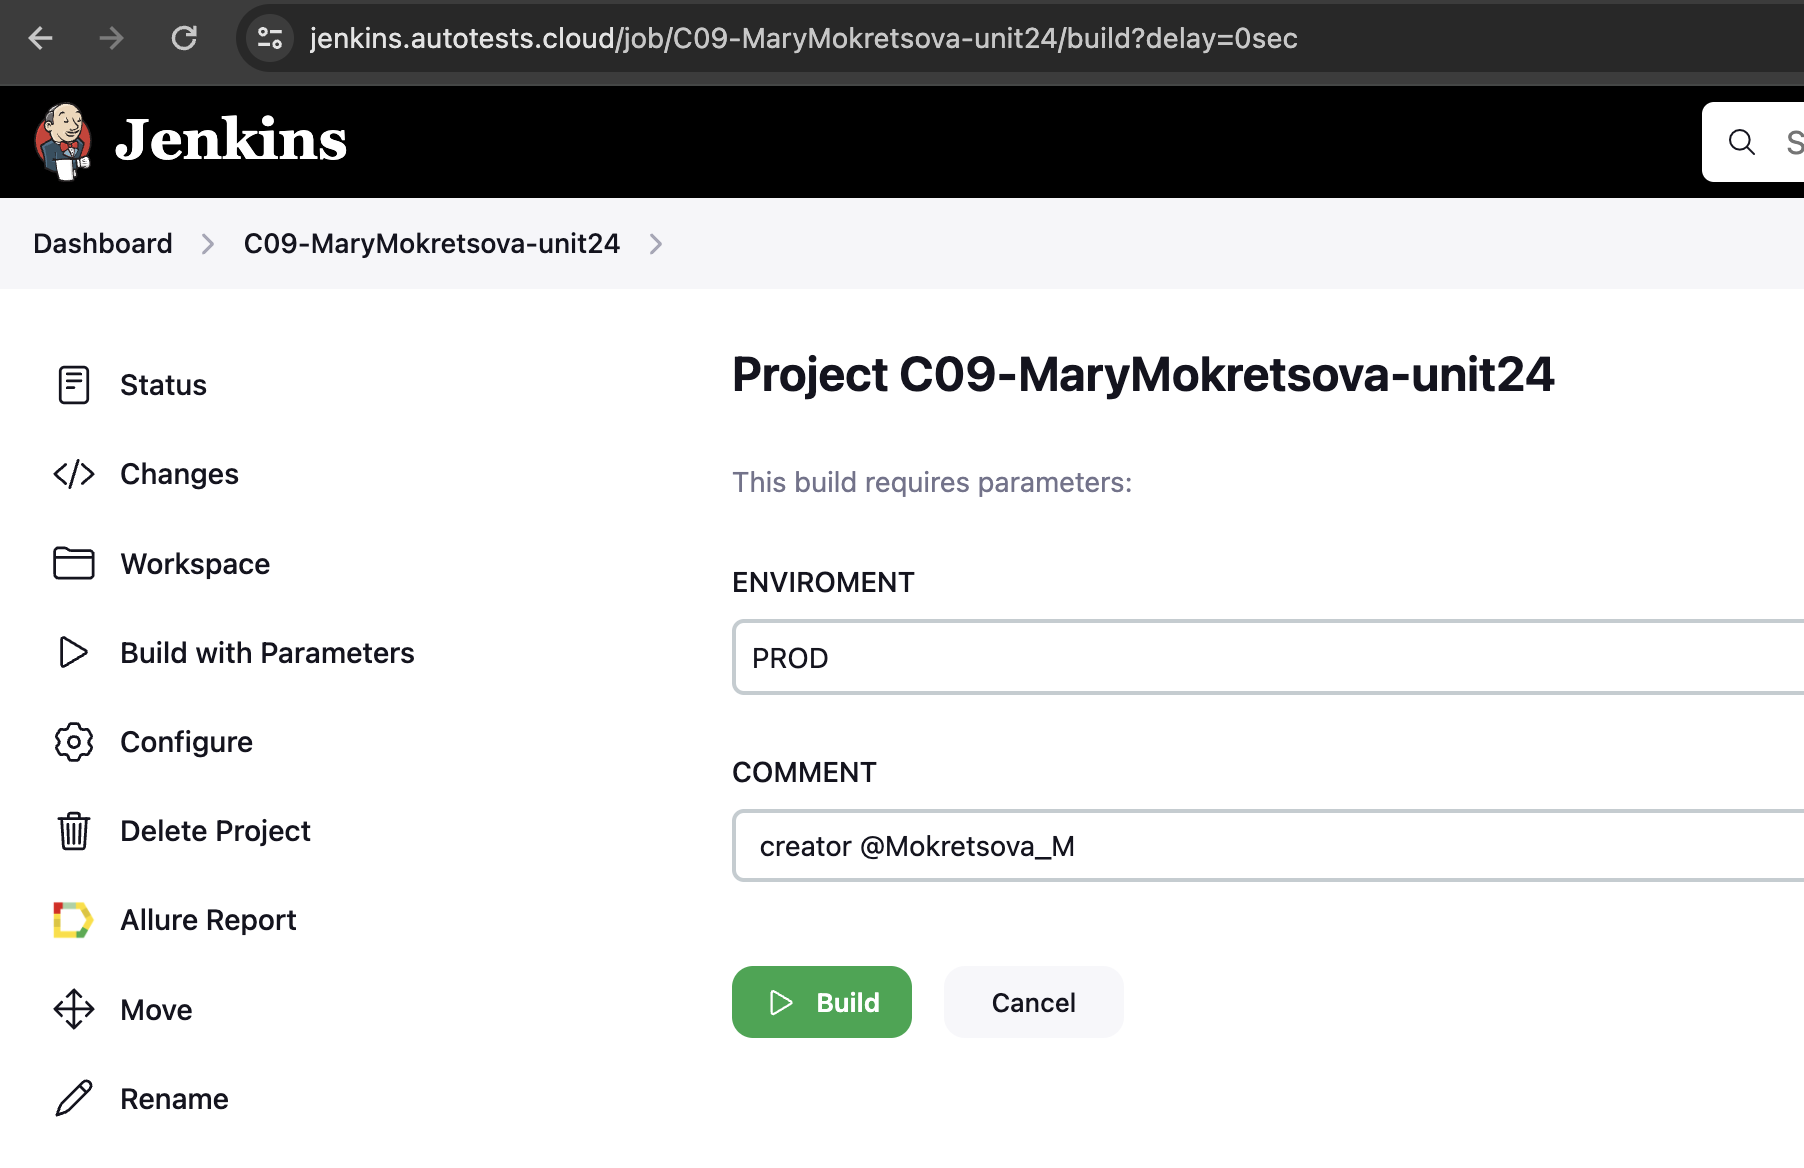 jenkins.autotests.cloud/job/C09-MaryMokretsova-unit24/build?delay=0sec
Jenkins
Dashboard
C09-MaryMokretsova-unit24
Status
Changes
Workspace
Build with Parameters
Configure
Delete Project
Allure Report
Move
Rename
Project C09-MaryMokretsova-unit24
This build requires parameters:
ENVIROMENT
PROD
COMMENT
creator @Mokretsova_M
Build
Cancel